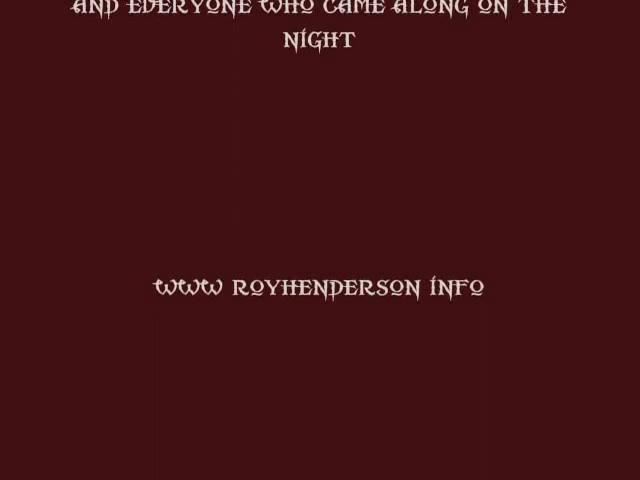 AND EVERYONE WHO CAME ALONG ON THE
NIGHT
WWW ROYHENDERSON INFO